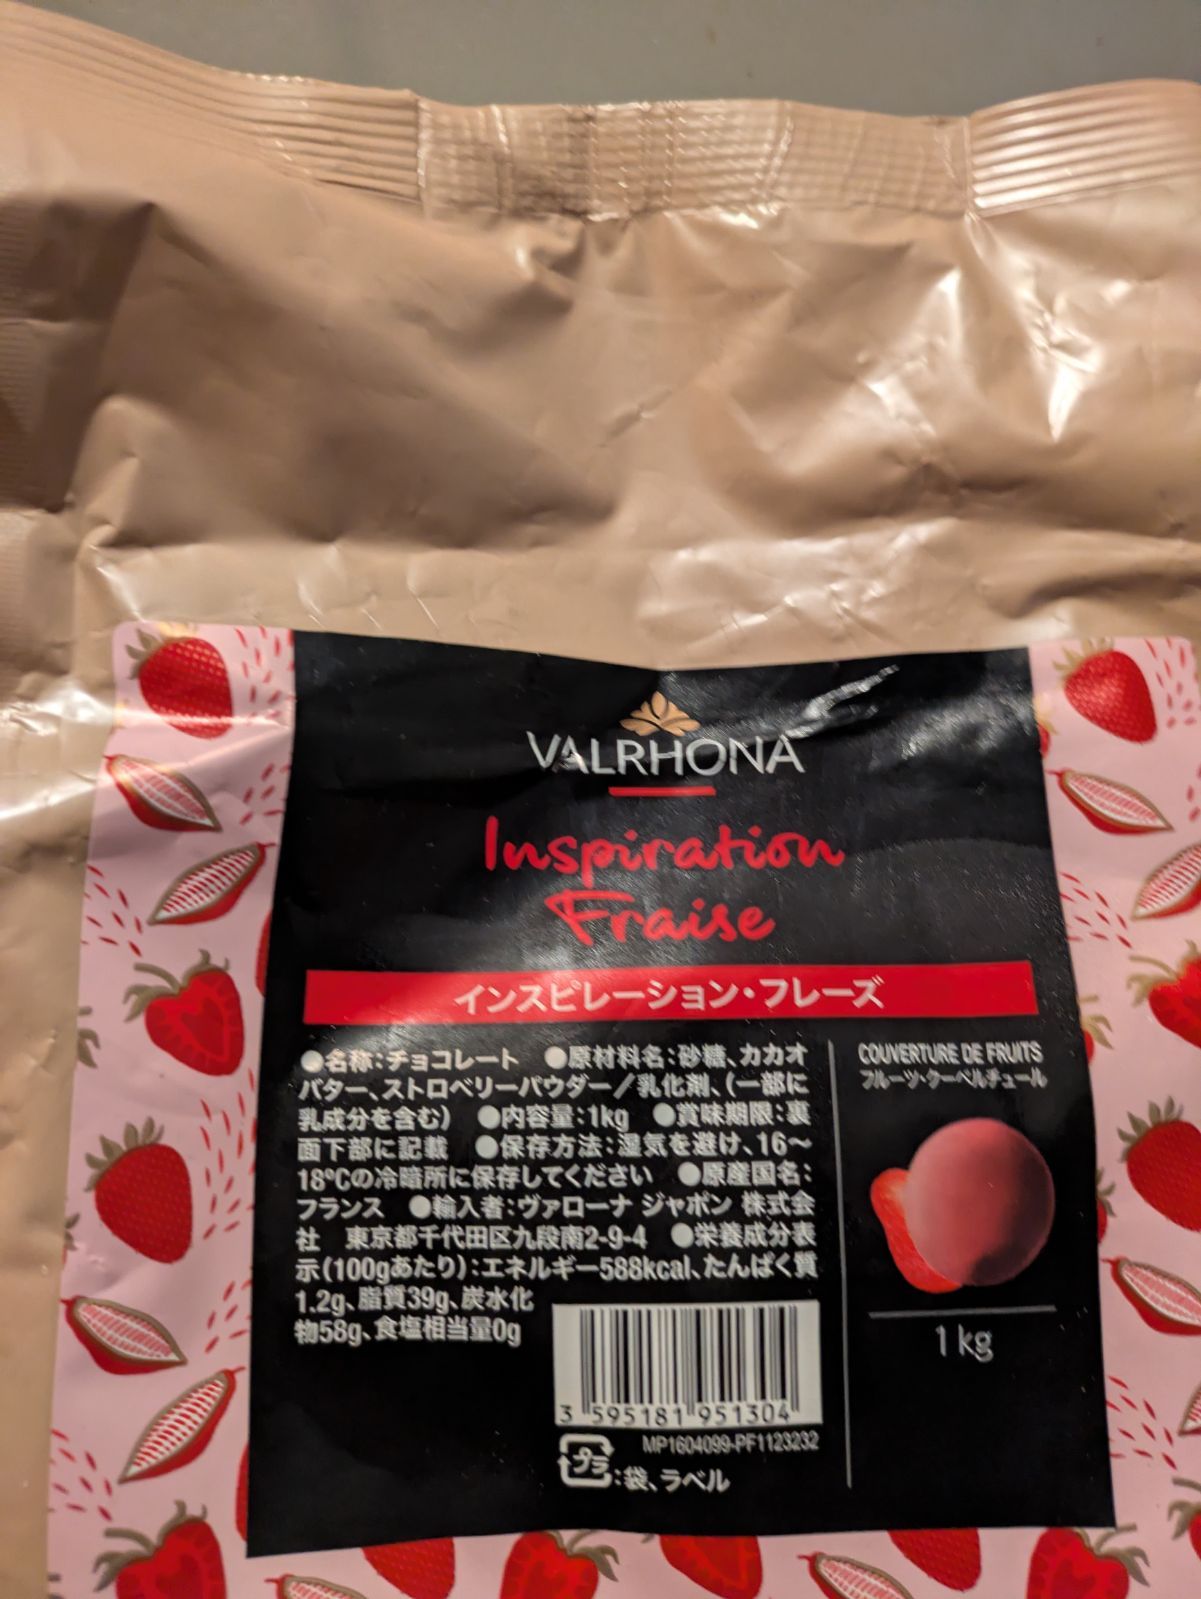 VALRHONA
Inspiration
Fraise
インスピレーション・フレーズ
●名称：チョコレート ●原材料名：砂糖、カカオ
バター、ストロベリーパウダー／乳化剤、（一部に
乳成分を含む） ●内容量：1kg ●賞味期限：裏
面下部に記載 ●保存方法：湿気を避け、16～
18℃の冷暗所に保存してください ●原産国名：
フランス ●輸入者：ヴァローナ ジャポン 株式会
社 東京都千代田区九段南2-9-4 ●栄養成分表
示（100gあたり）：エネルギー588kcal、たんぱく質
1.2g、脂質39g、炭水化
物58g、食塩相当量0g
3 595181 951304
MP1604099-PF1123232
プラ：袋、ラベル
COUVERTURE DE FRUITS
フルーツ・クーベルチュール
1 kg